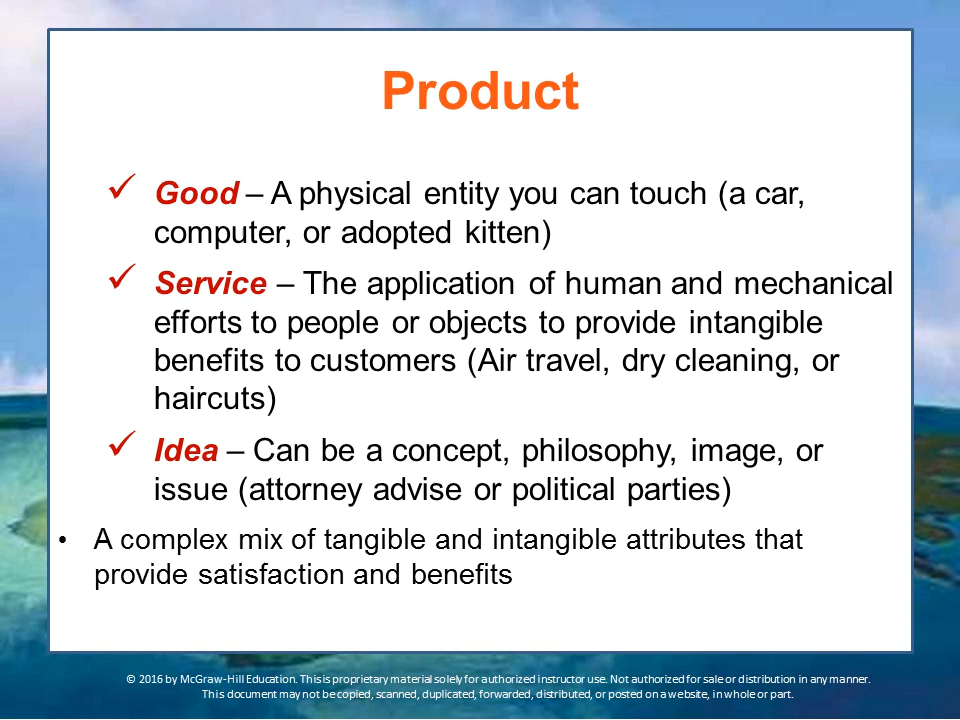 Product
✓ Good – A physical entity you can touch (a car,
computer, or adopted kitten)
✓ Service – The application of human and mechanical
efforts to people or objects to provide intangible
benefits to customers (Air travel, dry cleaning, or
haircuts)
✓ Idea – Can be a concept, philosophy, image, or
issue (attorney advise or political parties)
• A complex mix of tangible and intangible attributes that
provide satisfaction and benefits
© 2016 by McGraw-Hill Education. This is proprietary material solely for authorized instructor use. Not authorized for sale or distribution in any manner.
This document may not be copied, scanned, duplicated, forwarded, distributed, or posted on a website, in whole or part.